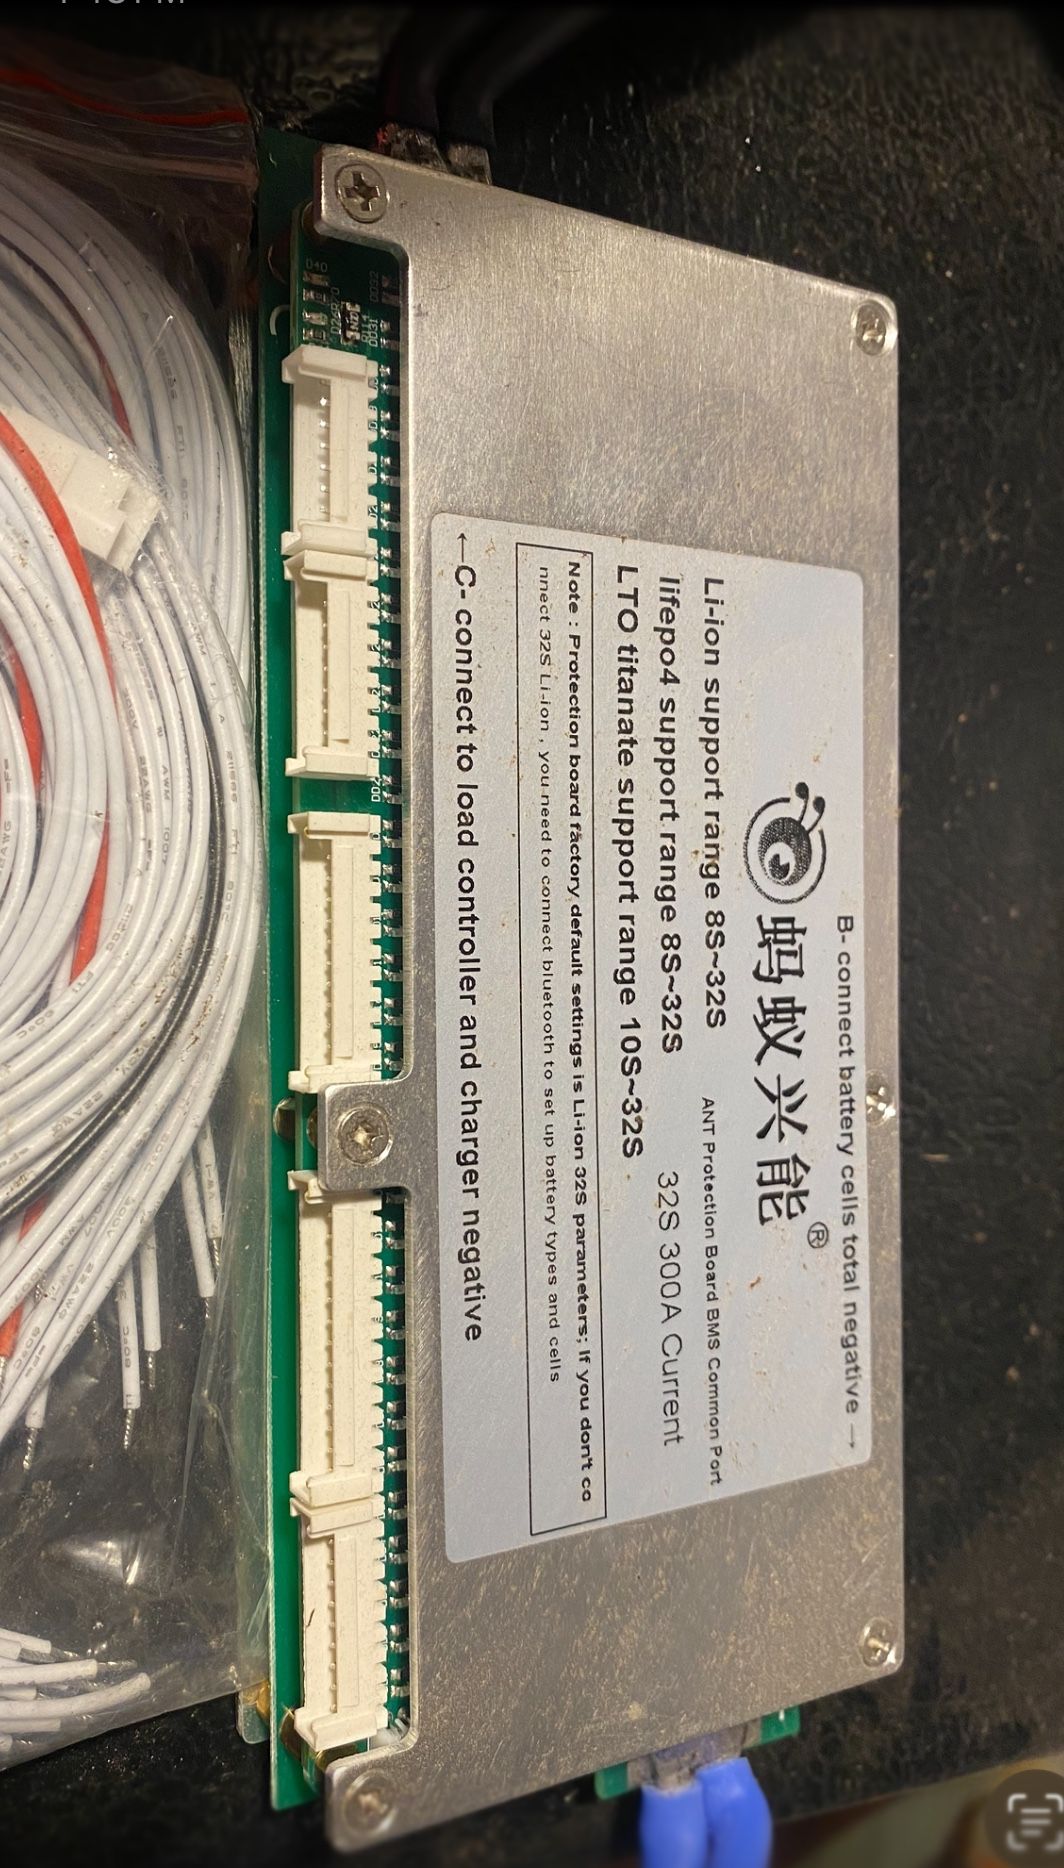 B- connect battery cells total negative →
蚂蚁兴能®
Li-ion support range 8S~32S
ANT Protection Board BMS Common Port
lifepo4 support range 8S~32S
32S 300A Current
LTO titanate support range 10S~32S
Note : Protection board factory default settings is Li-ion 32S parameters; If you don't co
nnect 32S Li-ion , you need to connect bluetooth to set up battery types and cells
←C- connect to load controller and charger negative
D40